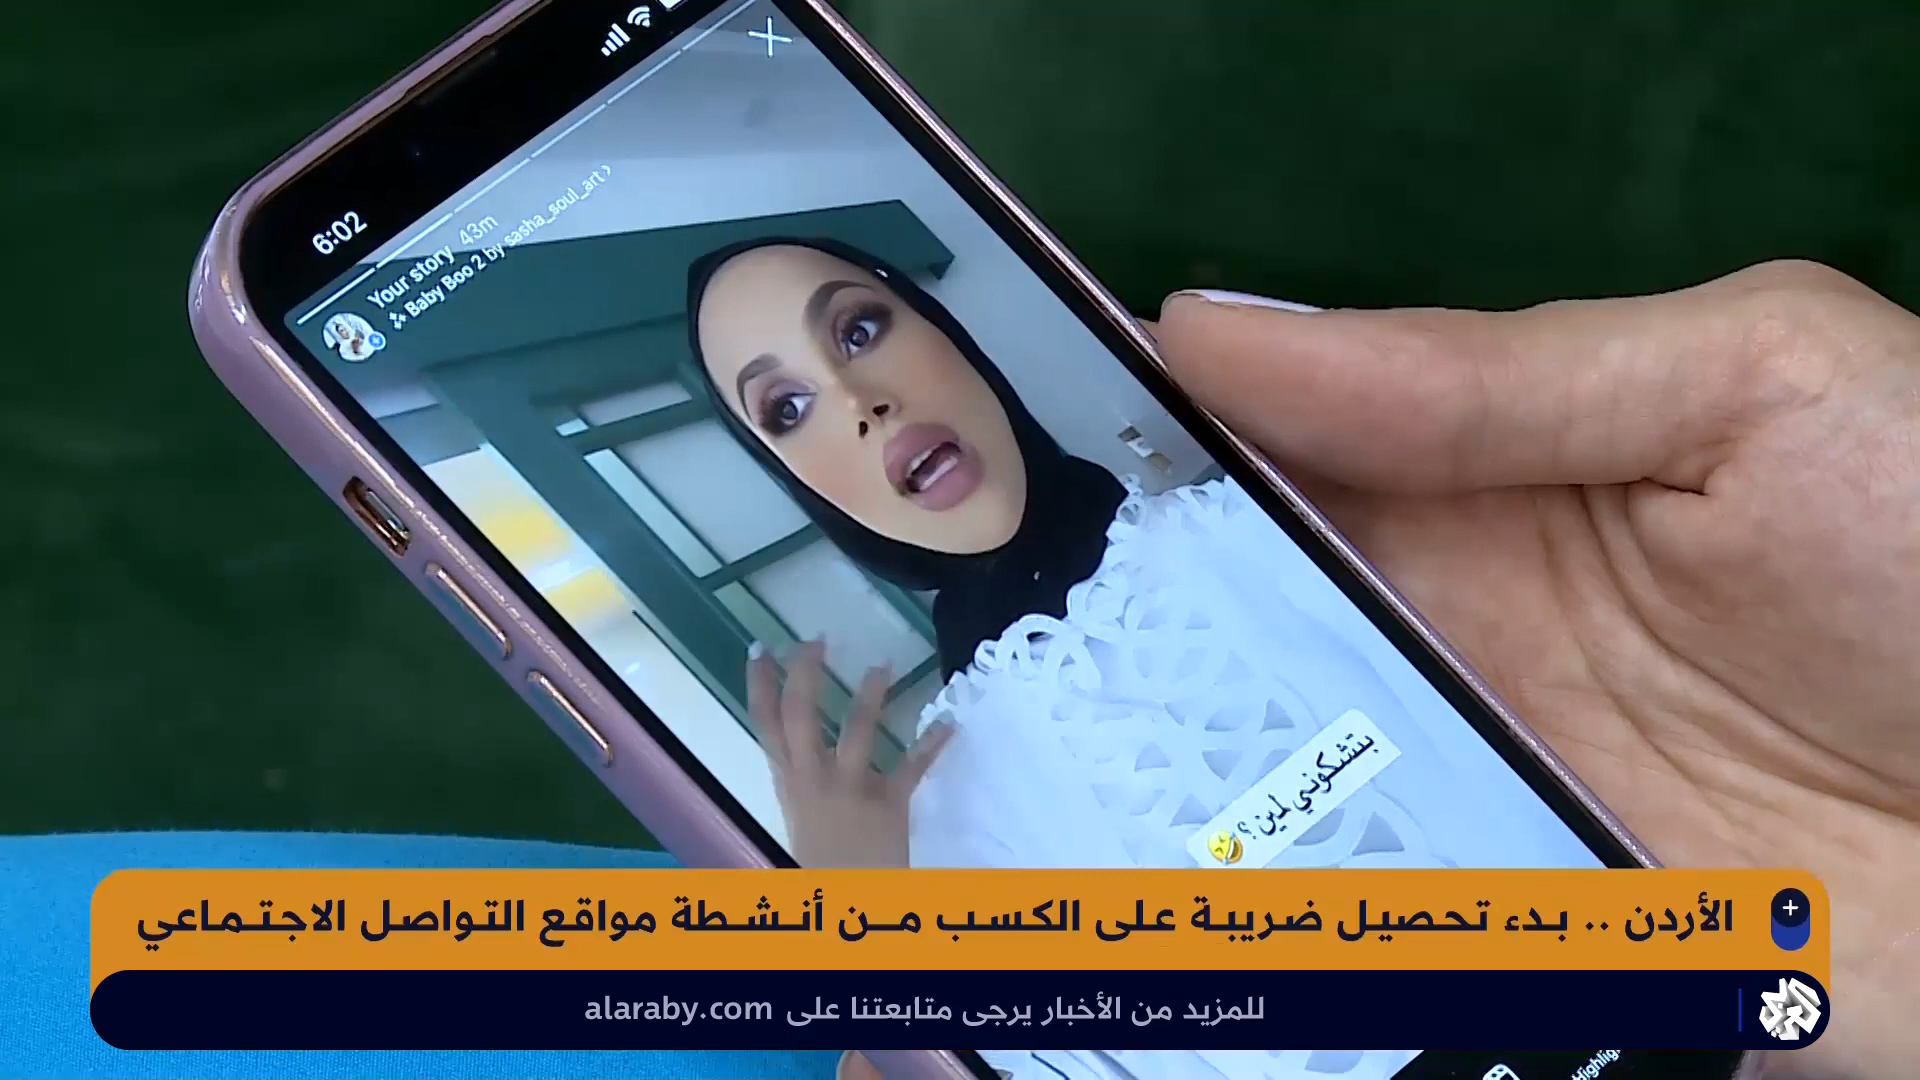 6:02
Your story 43m
Baby Boo 2 by sasha_soul_art >
بتشكوني لمين؟ 🤣
الأردن .. بدء تحصيل ضريبة على الكسب من أنشطة مواقع التواصل الاجتماعي
للمزيد من الأخبار يرجى متابعتنا على alaraby.com